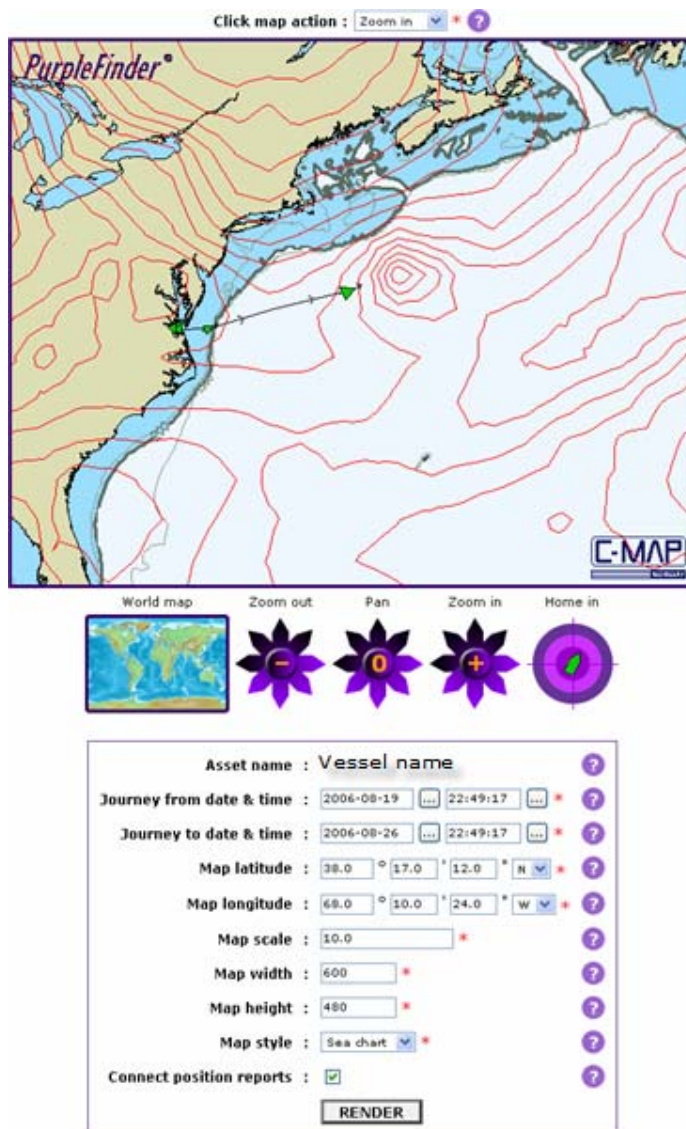 Click map action : Zoom in * ?
PurpleFinder®
C-MAP
World map Zoom out Pan Zoom in Home in
− 0 +
Asset name : Vessel name ?
Journey from date & time : 2006-08-19 ... 22:49:17 ... * ?
Journey to date & time : 2006-08-26 ... 22:49:17 ... * ?
Map latitude : 38.0 ° 17.0 ' 12.0 " N * ?
Map longitude : 68.0 ° 10.0 ' 24.0 " W * ?
Map scale : 10.0 * ?
Map width : 600 * ?
Map height : 480 * ?
Map style : Sea chart * ?
Connect position reports : ?
RENDER